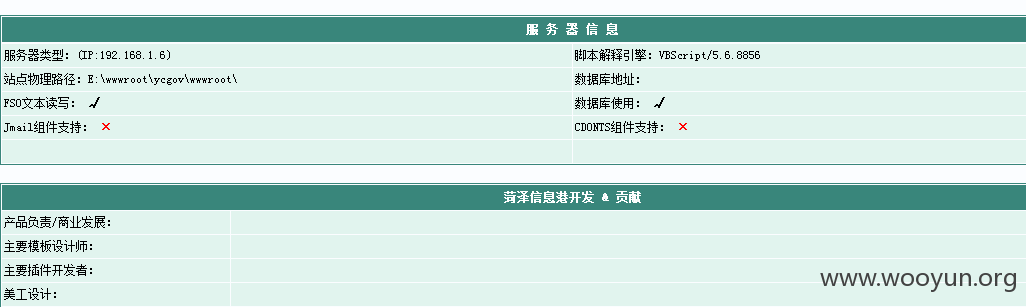 服 务 器 信 息
服务器类型：(IP:192.168.1.6)
脚本解释引擎：VBScript/5.6.8856
站点物理路径：E:\wwwroot\ycgov\wwwroot\
数据库地址：
FSO文本读写： ✓
数据库使用： ✓
Jmail组件支持： ×
CDONTS组件支持： ×
菏泽信息港开发 & 贡献
产品负责/商业发展：
主要模板设计师：
主要插件开发者：
美工设计：
www.wooyun.org